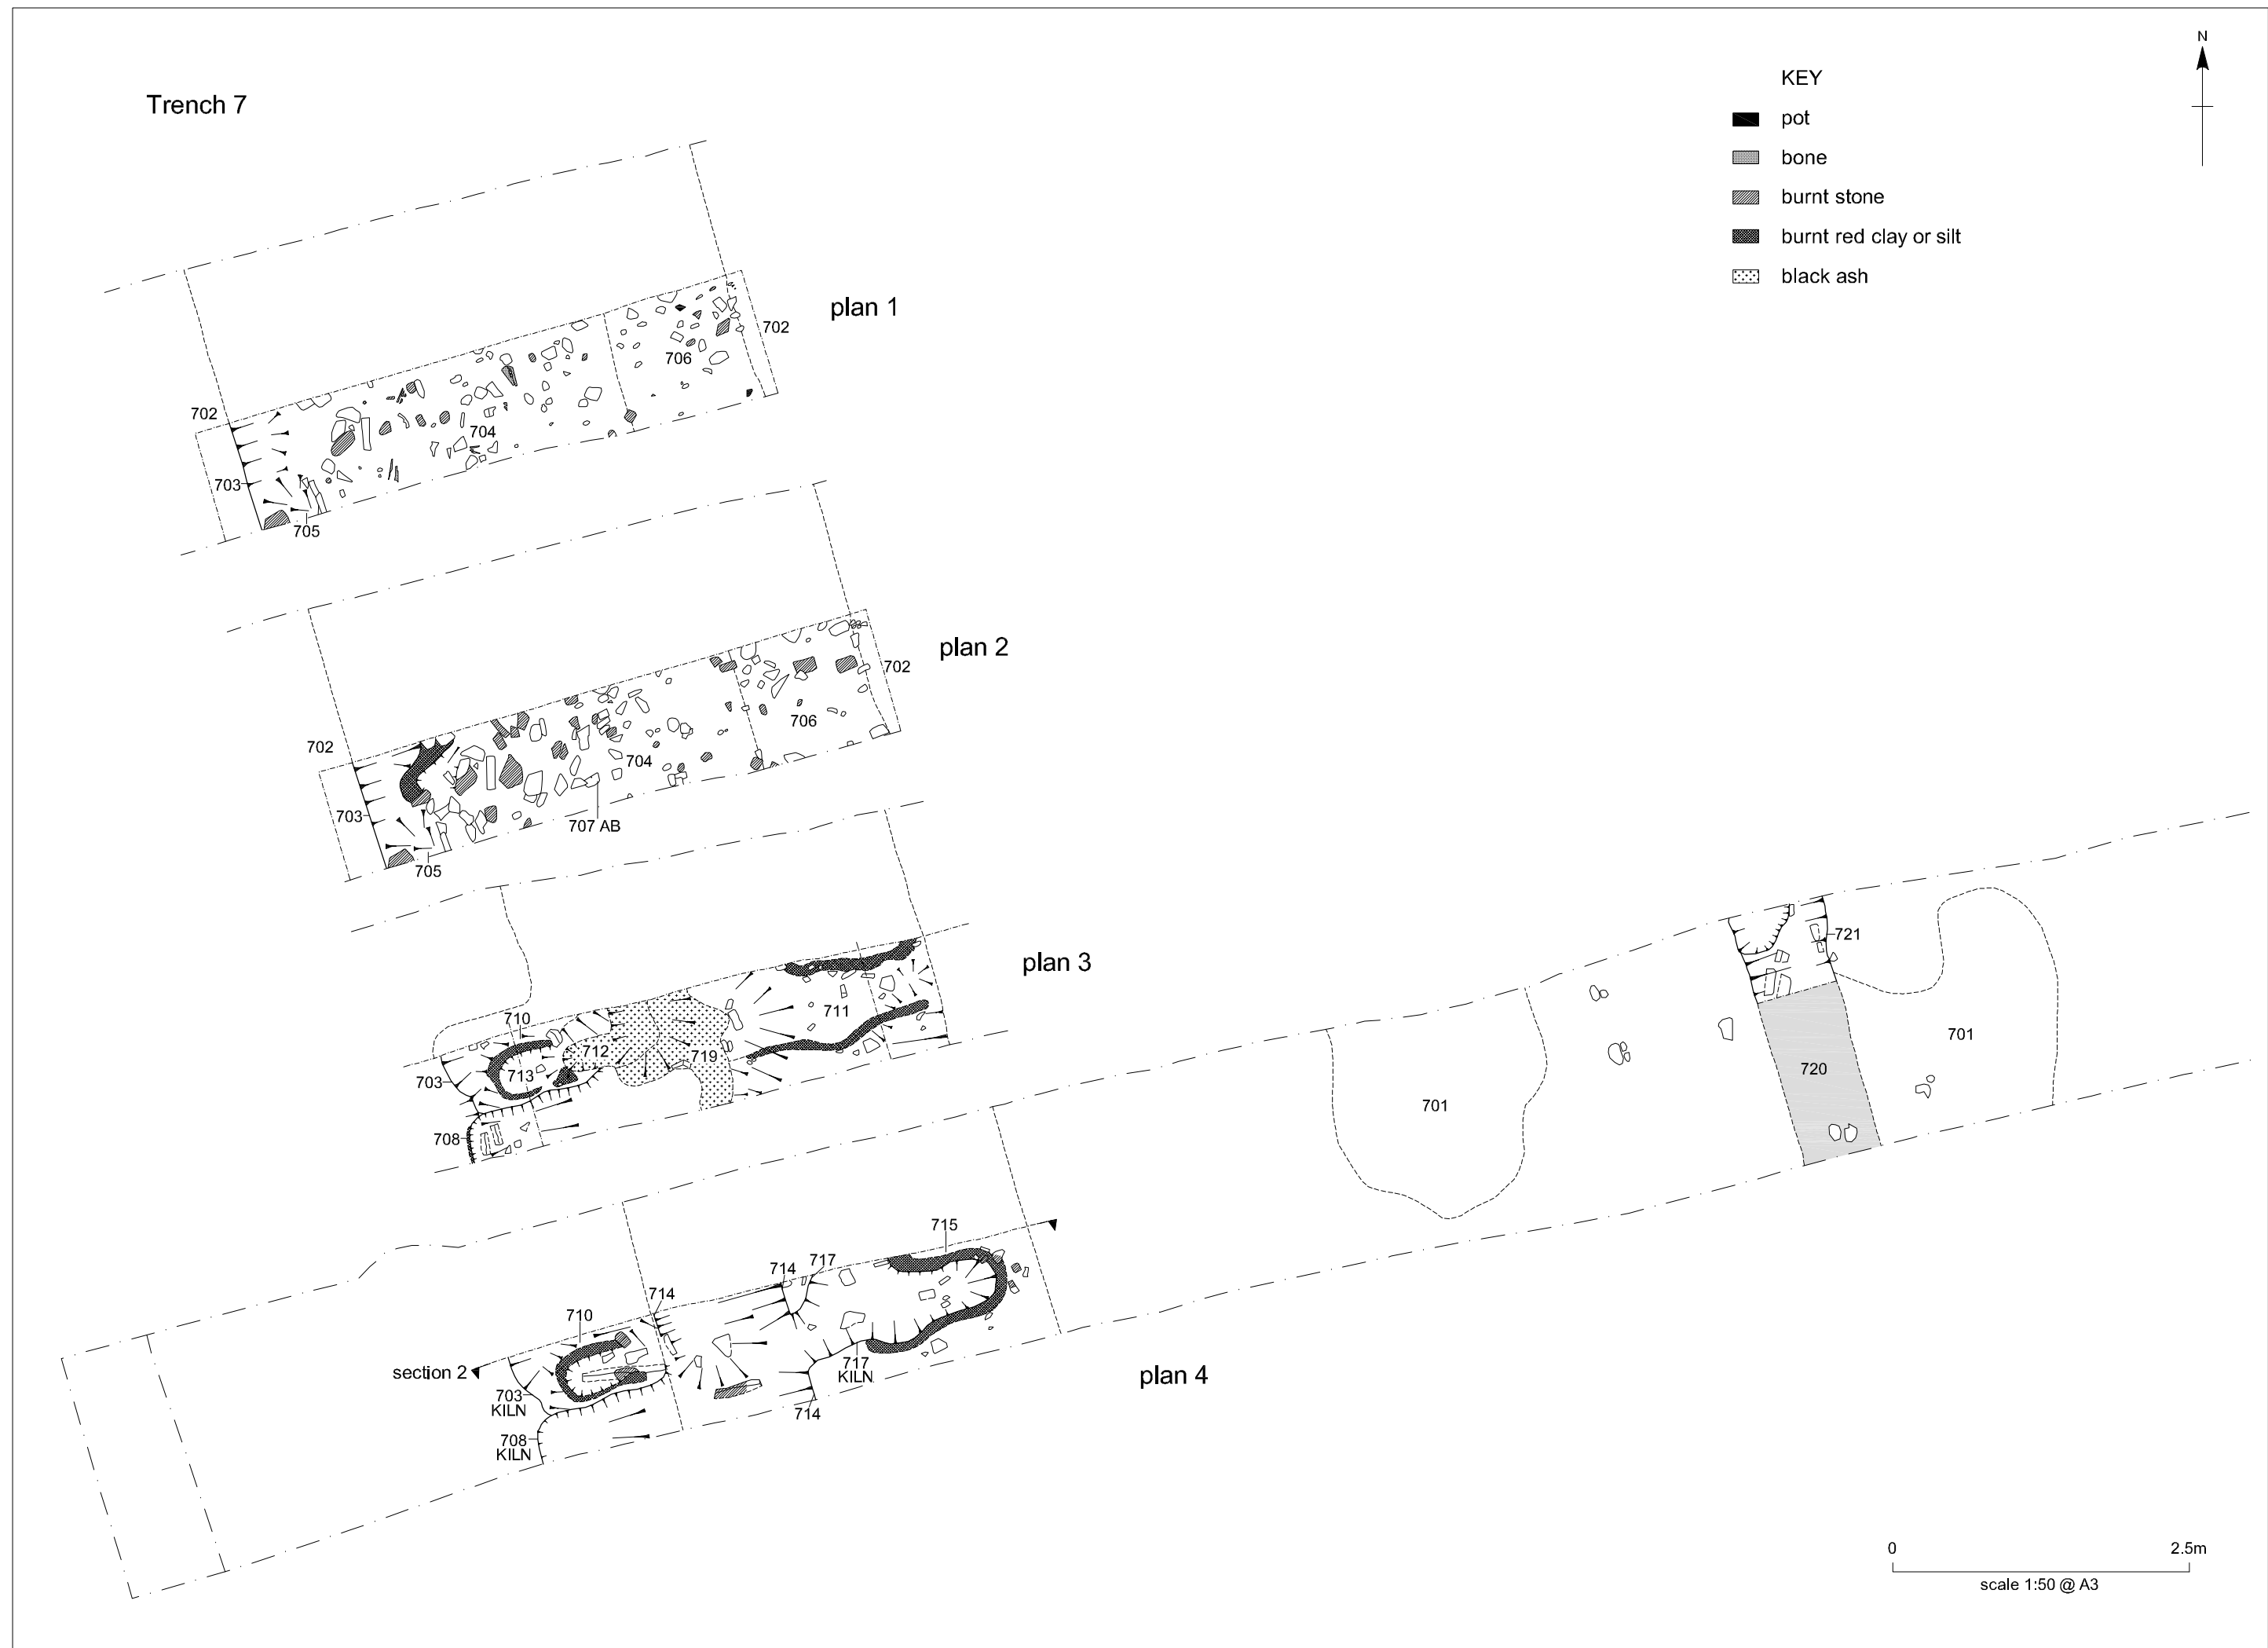 Trench 7
N
KEY
pot
bone
burnt stone
burnt red clay or silt
black ash
plan 1
702
706
702
704
703
705
plan 2
702
706
702
704
703
707 AB
705
plan 3
710
711
712
719
713
703
708
721
701
720
701
plan 4
715
717
714
714
710
section 2
717
KILN
703
KILN
714
708
KILN
0 2.5m
scale 1:50 @ A3